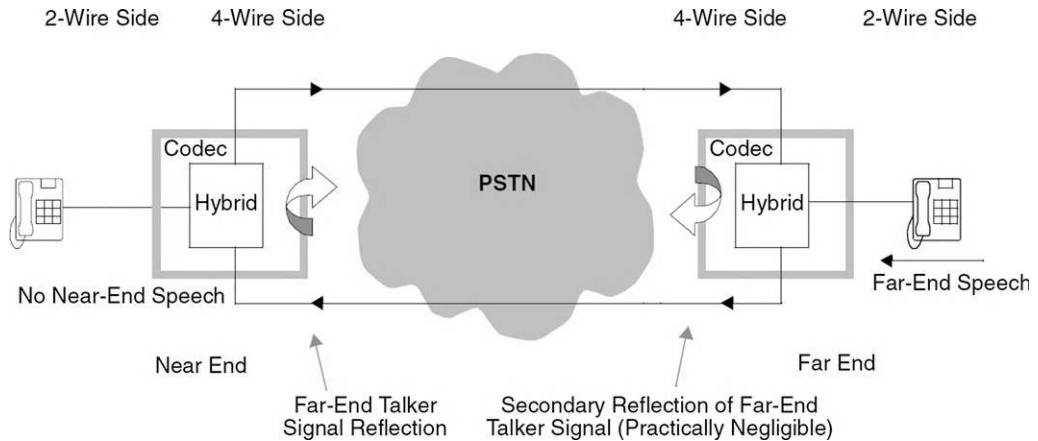 2-Wire Side
4-Wire Side
4-Wire Side
2-Wire Side
Codec
Hybrid
PSTN
Codec
Hybrid
No Near-End Speech
Far-End Speech
Near End
Far End
Far-End Talker
Signal Reflection
Secondary Reflection of Far-End
Talker Signal (Practically Negligible)